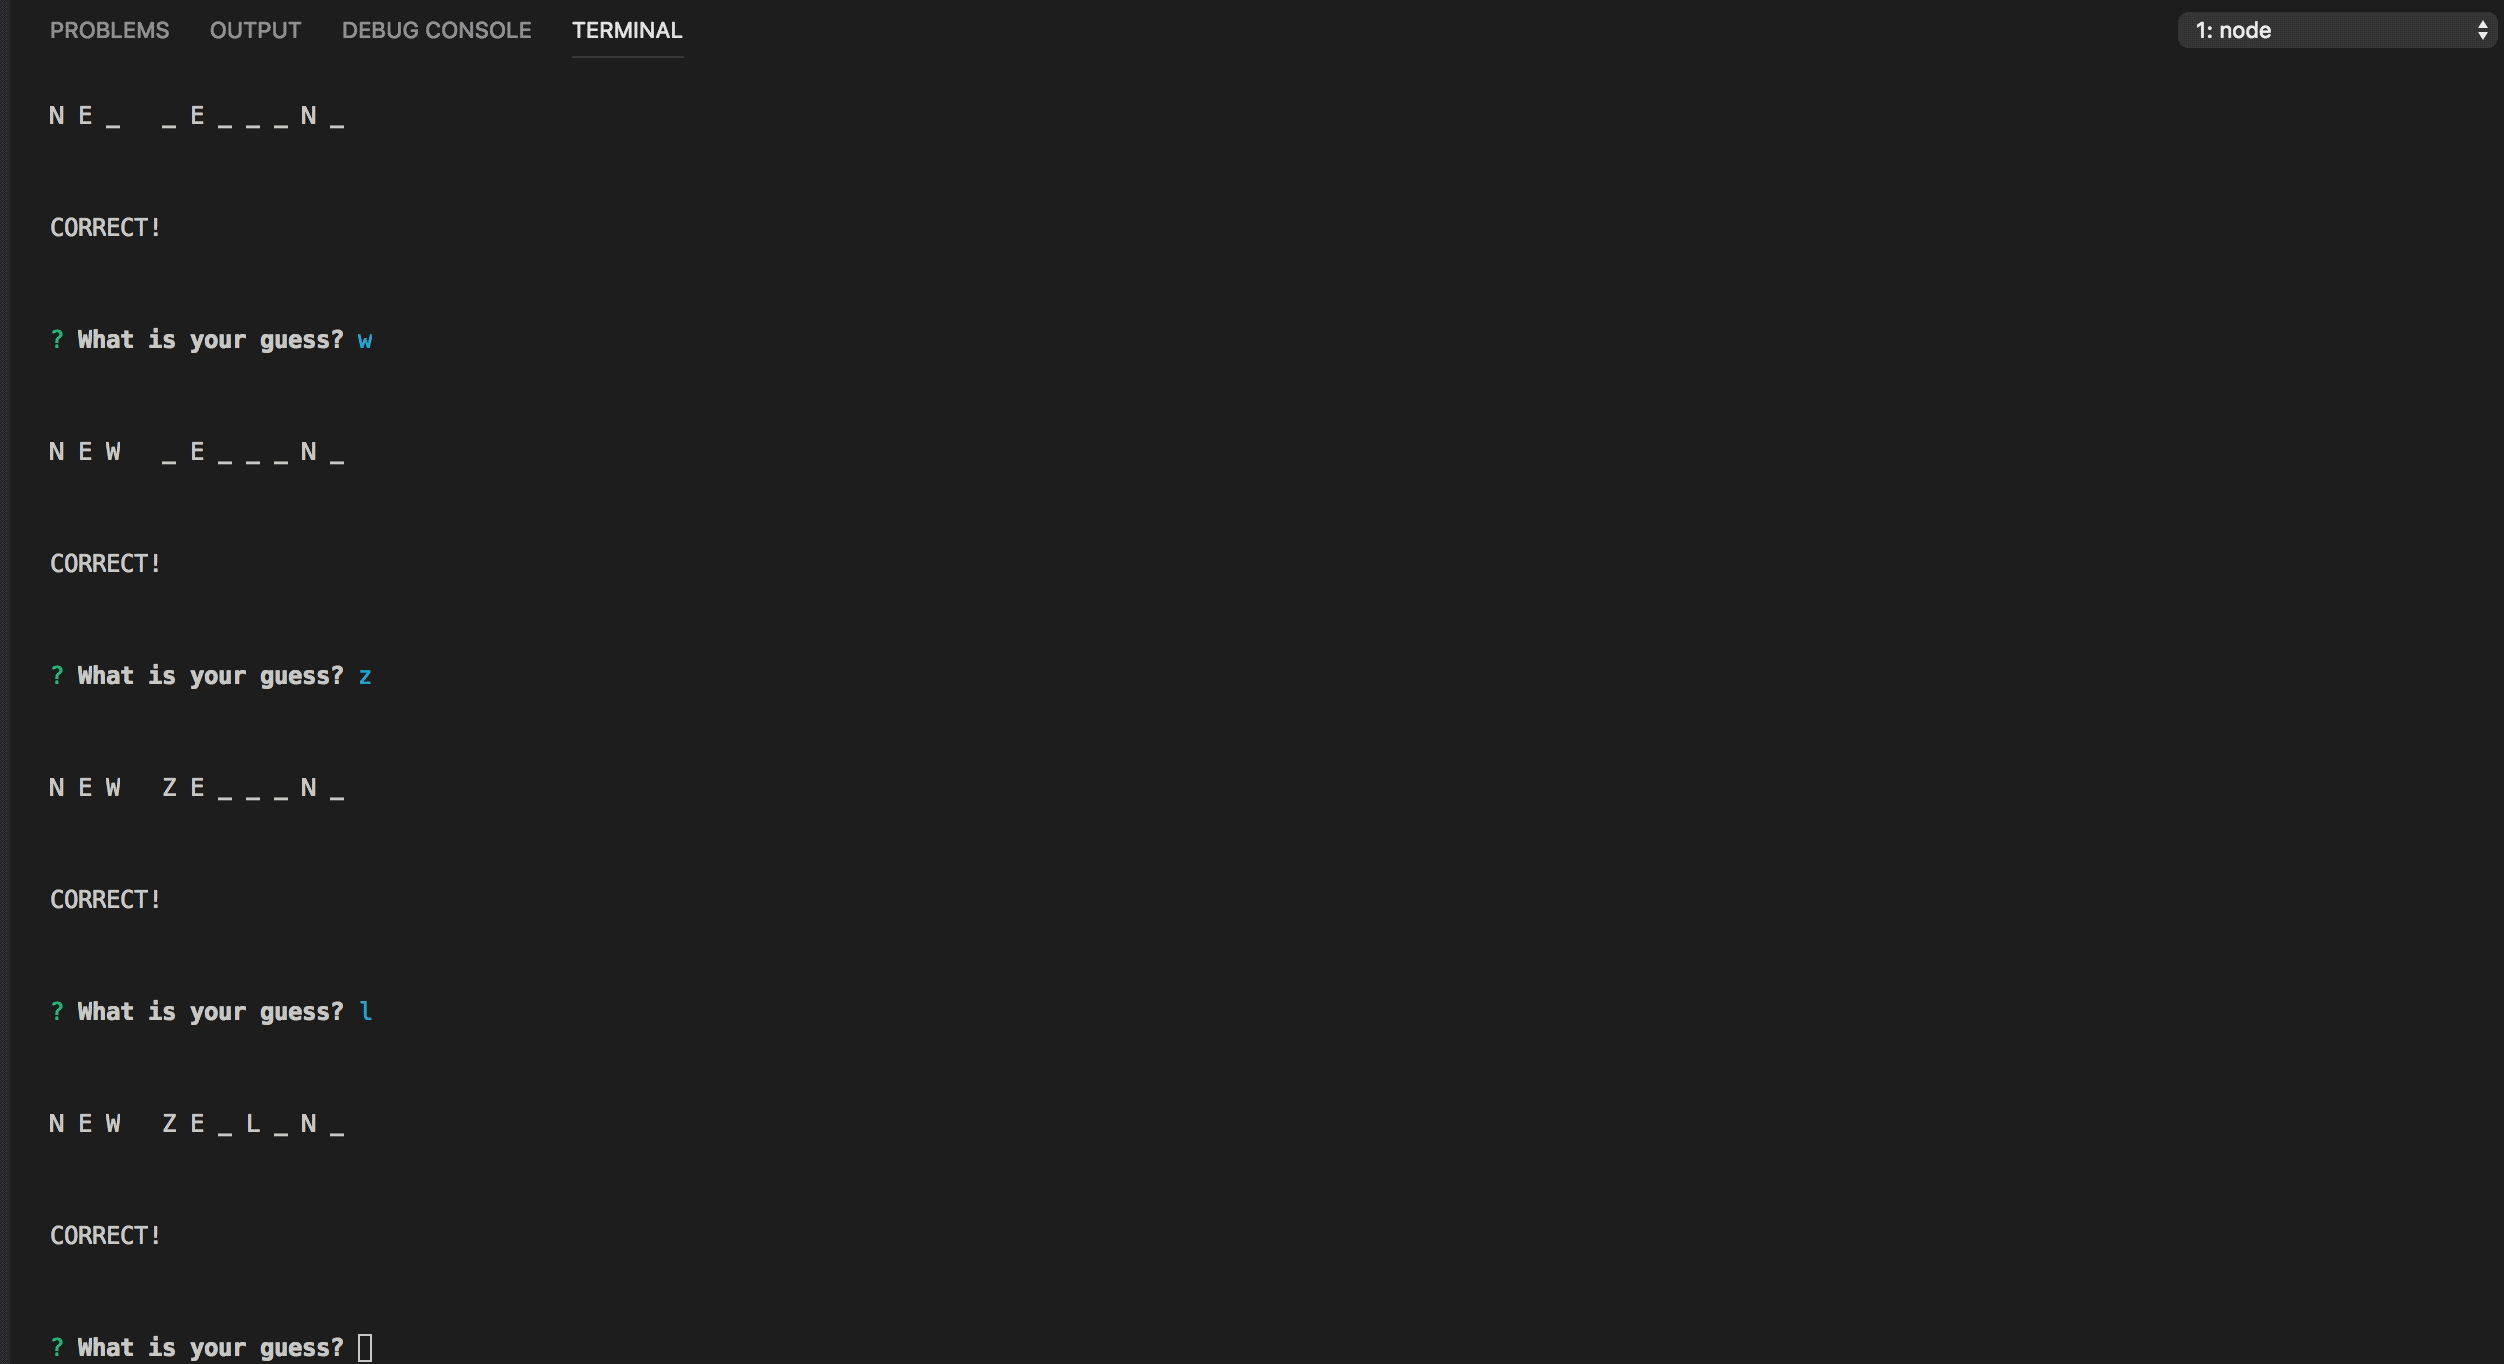 PROBLEMS OUTPUT DEBUG CONSOLE TERMINAL 1: node
N E _   _ E _ _ _ N _
CORRECT!
? What is your guess? w
N E W   _ E _ _ _ N _
CORRECT!
? What is your guess? z
N E W   Z E _ _ _ N _
CORRECT!
? What is your guess? l
N E W   Z E _ L _ N _
CORRECT!
? What is your guess?